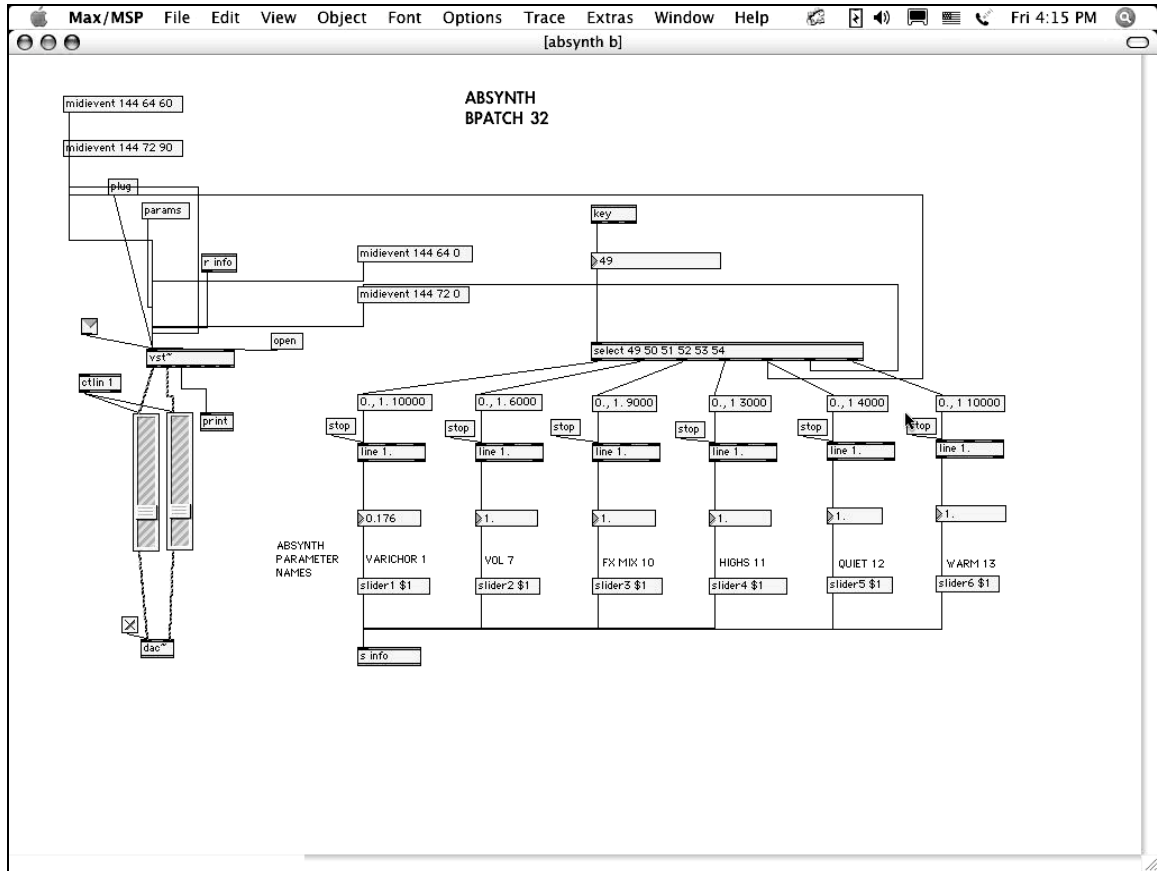 Max/MSP File Edit View Object Font Options Trace Extras Window Help Fri 4:15 PM
[absynth b]
midievent 144 64 60
ABSYNTH
BPATCH 32
midievent 144 72 90
plug
params
key
midievent 144 64 0
r info
49
midievent 144 72 0
open
vst~
select 49 50 51 52 53 54
ctlin 1
0., 1. 10000
0., 1. 6000
0., 1. 9000
0., 1 3000
0., 1 4000
0., 1 10000
print
stop
stop
stop
stop
stop
stop
line 1.
line 1.
line 1.
line 1.
line 1.
line 1.
0.176
1.
1.
1.
1.
1.
ABSYNTH
PARAMETER
NAMES
VARICHOR 1
VOL 7
FX MIX 10
HIGHS 11
QUIET 12
WARM 13
slider1 $1
slider2 $1
slider3 $1
slider4 $1
slider5 $1
slider6 $1
dac~
s info